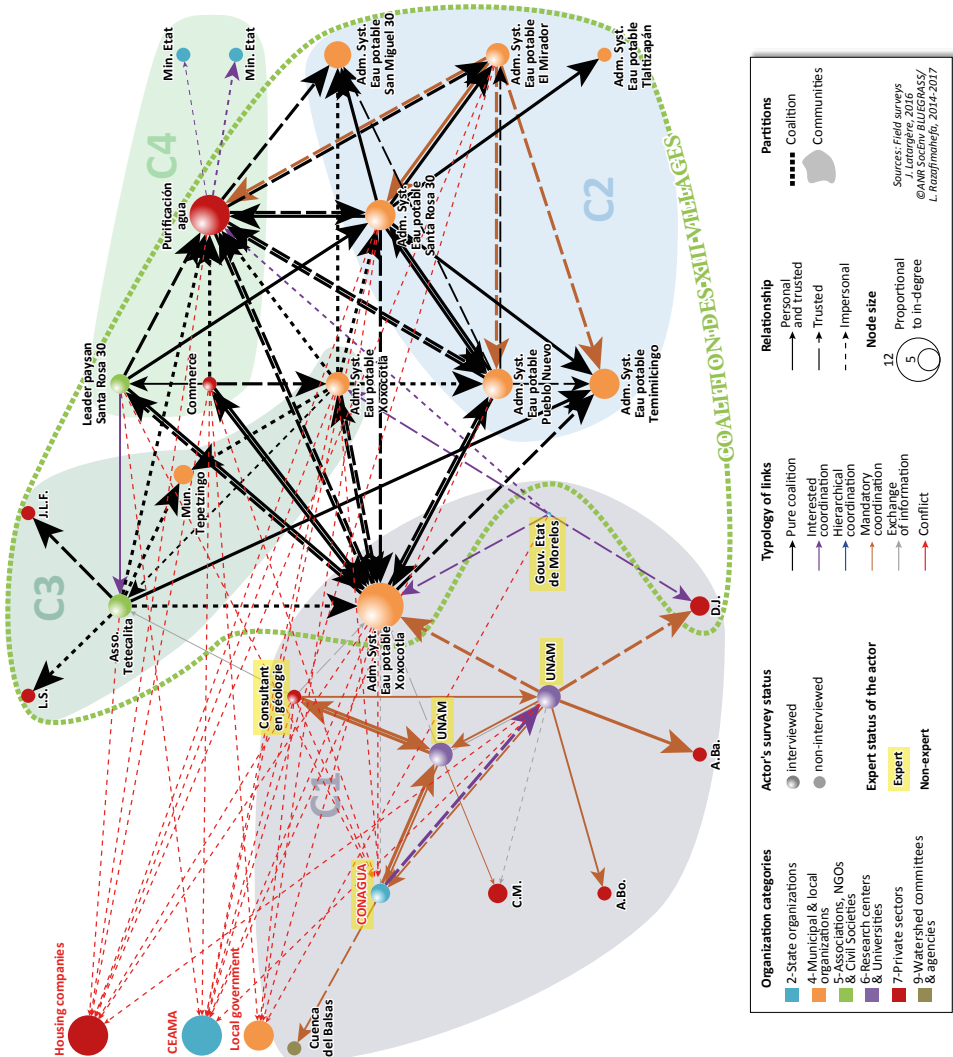 Min. Etat
Min. Etat
C4
Purificación
agua
Adm. Syst.
Eau potable
San Miguel 30
Adm. Syst.
Eau potable
El Mirador
Adm. Syst.
Eau potable
Tlaltizapán
Adm. Syst.
Eau potable
Santa Rosa 30
C2
COALITION DES XIII VILLAGES
Leader paysan
Santa Rosa 30
Commerce
Adm. Syst.
Eau potable
Xoxocotla
Adm. Syst.
Eau potable
Pueblo Nuevo
Adm. Syst.
Eau potable
Temimilcingo
J.L.F.
Mun.
Tepetzingo
C3
Asso.
Tetecalita
L.S.
Gouv. Etat
de Morelos
D.J.
Adm. Syst.
Eau potable
Xoxocotla
Consultant
en géologie
UNAM
UNAM
C1
A.Ba.
CONAGUA
C.M.
A.Bo.
Housing companies
CEAMA
Local government
Cuenca
del Balsas
Organization categories
2-State organizations
4-Municipal & local
organizations
5-Associations, NGOs
& Civil Societies
6-Research centers
& Universities
7-Private sectors
9-Watershed committees
& agencies
Actor's survey status
interviewed
non-interviewed
Expert status of the actor
Expert
Non-expert
Typology of links
Pure coalition
Interested
coordination
Hierarchical
coordination
Mandatory
coordination
Exchange
of information
Conflict
Relationship
Personal
and trusted
Trusted
Impersonal
Node size
12
5
Proportional
to in-degree
Partitions
Coalition
Communities
Sources: Field surveys
J. Latargère, 2016
©ANR SocEnv BLUEGRASS/
L. Razafimahefa, 2014-2017